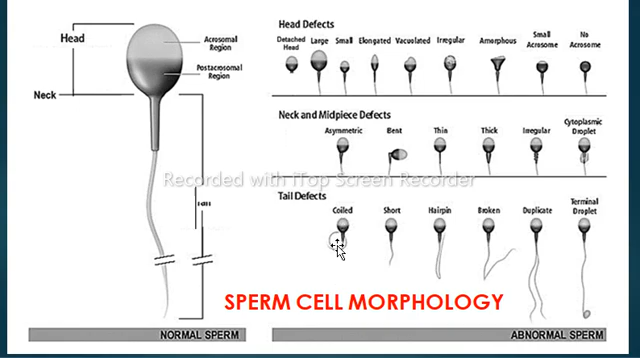 Head Defects
Head
Detached Head
Large
Small
Elongated
Vacuolated
Irregular
Amorphous
Small Acrosome
No Acrosome
Acrosomal Region
Postacrosomal Region
Neck
Neck and Midpiece Defects
Asymmetric
Bent
Thin
Thick
Irregular
Cytoplasmic Droplet
Recorded with iTop Screen Recorder
Tail Defects
Coiled
Short
Hairpin
Broken
Duplicate
Terminal Droplet
SPERM CELL MORPHOLOGY
NORMAL SPERM
ABNORMAL SPERM